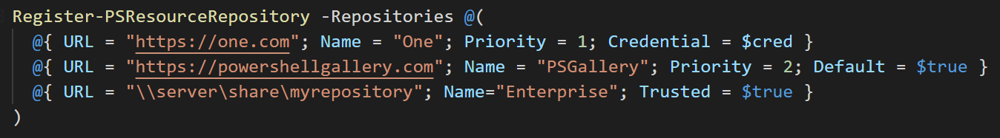 Register-PSResourceRepository -Repositories @(
  @{ URL = "https://one.com"; Name = "One"; Priority = 1; Credential = $cred }
  @{ URL = "https://powershellgallery.com"; Name = "PSGallery"; Priority = 2; Default = $true }
  @{ URL = "\\server\share\myrepository"; Name="Enterprise"; Trusted = $true }
)